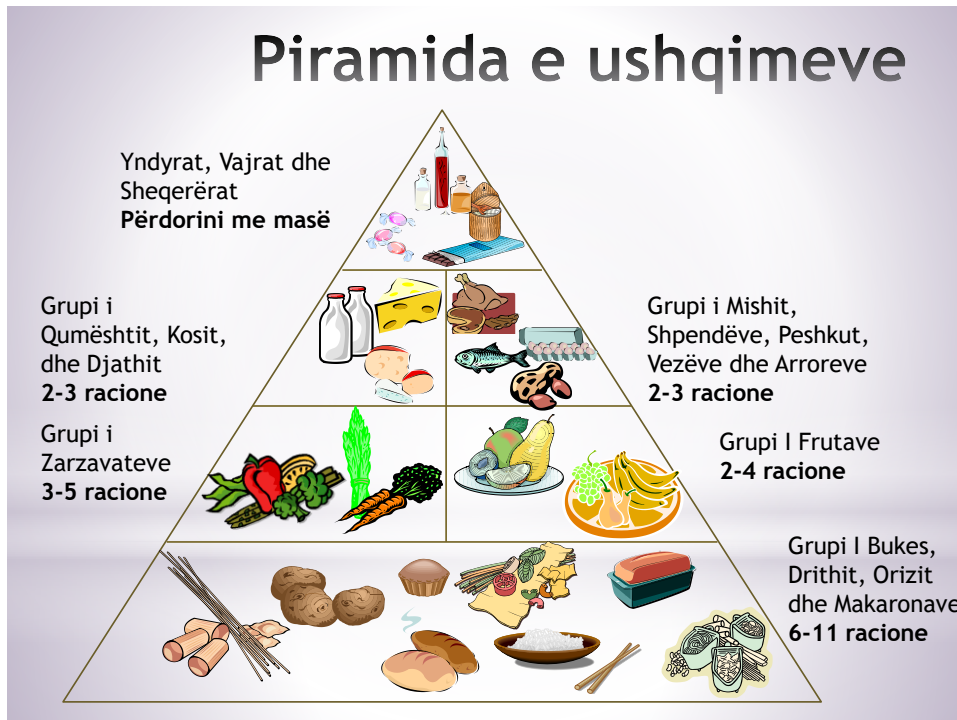 Piramida e ushqimeve
Yndyrat, Vajrat dhe
Sheqerërat
Përdorini me masë
Grupi i
Qumështit, Kosit,
dhe Djathit
2-3 racione
Grupi i Mishit,
Shpendëve, Peshkut,
Vezëve dhe Arroreve
2-3 racione
Grupi i
Zarzavateve
3-5 racione
Grupi I Frutave
2-4 racione
Grupi I Bukes,
Drithit, Orizit
dhe Makaronave
6-11 racione